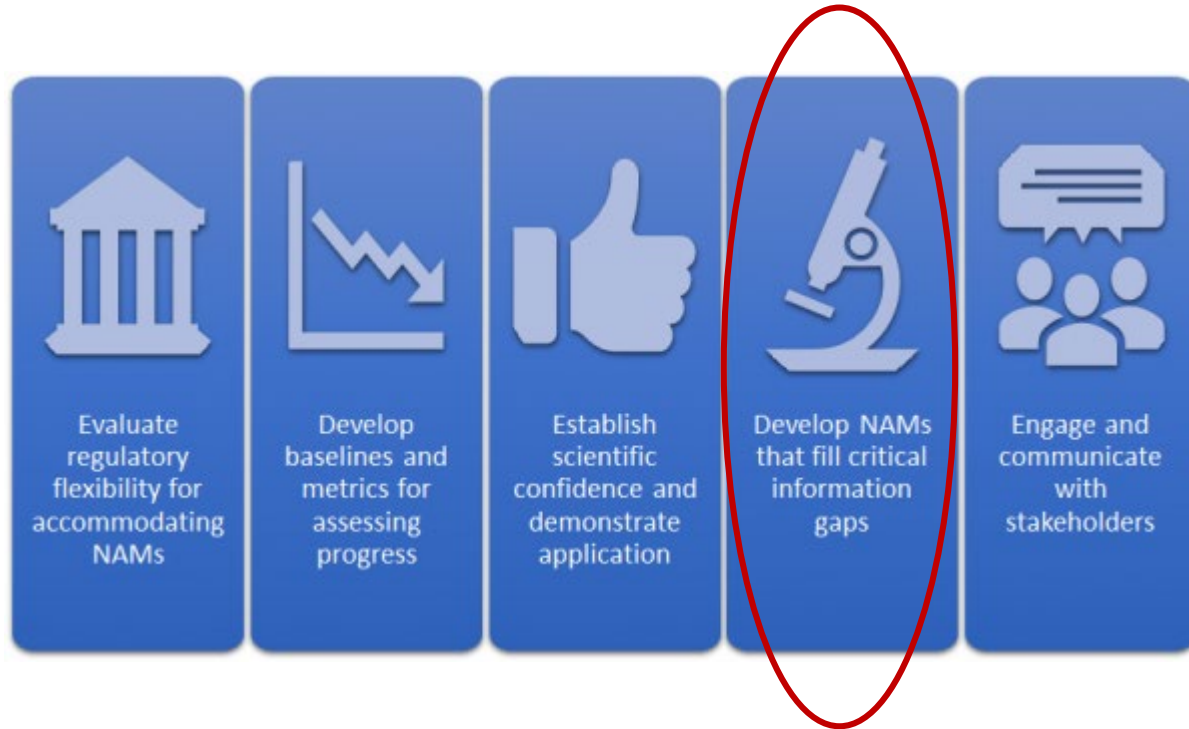 Evaluate
regulatory
flexibility for
accommodating
NAMs
Develop
baselines and
metrics for
assessing
progress
Establish
scientific
confidence and
demonstrate
application
Develop NAMs
that fill critical
information
gaps
Engage and
communicate
with
stakeholders